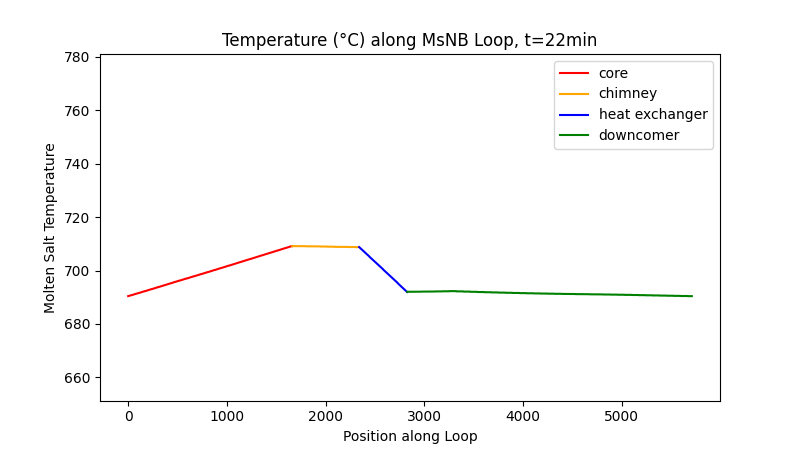 Temperature (°C) along MsNB Loop, t=22min
780
760
740
720
700
680
660
Molten Salt Temperature
core
chimney
heat exchanger
downcomer
0 1000 2000 3000 4000 5000
Position along Loop